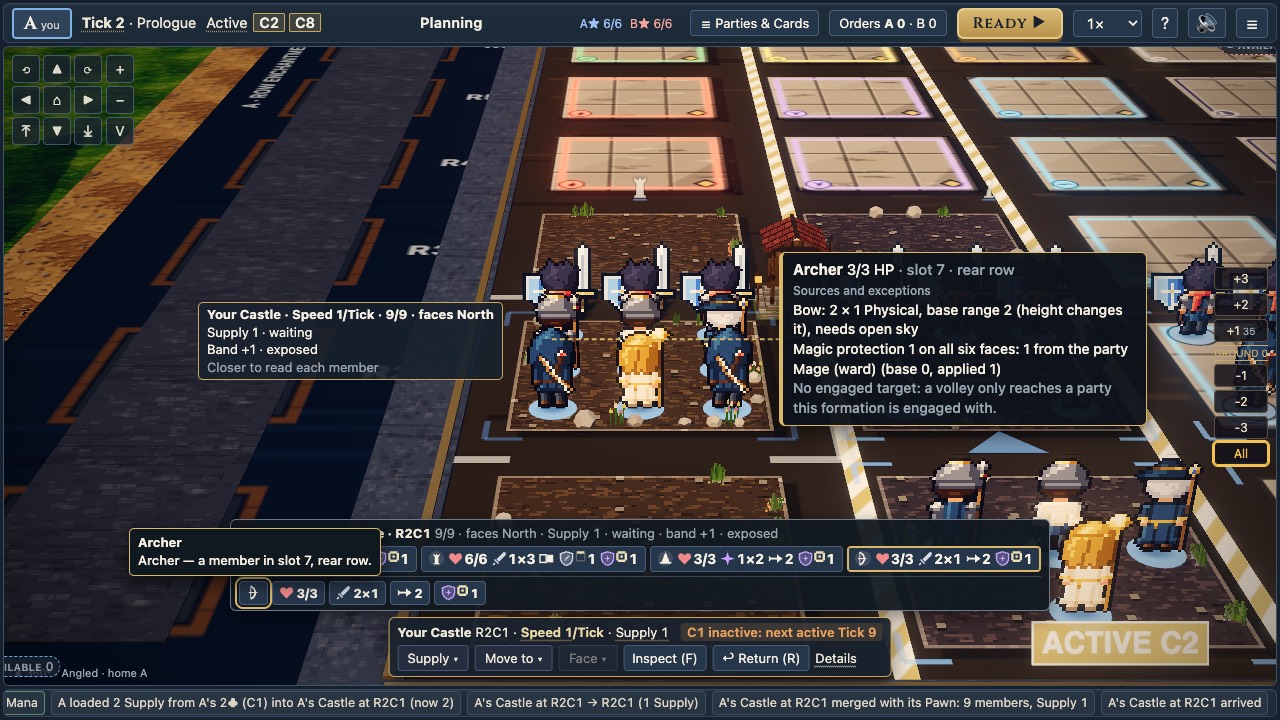 A you
Tick 2 · Prologue Active C2 C8
Planning
A★ 6/6 B★ 6/6
≡ Parties & Cards
Orders A 0 · B 0
READY ▶
1×
?
A · ROW ENCHANTME
Archer 3/3 HP · slot 7 · rear row
Sources and exceptions
Bow: 2 × 1 Physical, base range 2 (height changes
it), needs open sky
Magic protection 1 on all six faces: 1 from the party
Mage (ward) (base 0, applied 1)
No engaged target: a volley only reaches a party
this formation is engaged with.
Your Castle · Speed 1/Tick · 9/9 · faces North
Supply 1 · waiting
Band +1 · exposed
Closer to read each member
+3
+2
+1 35
GROUND 0
-1
-2
-3
All
Archer
Archer — a member in slot 7, rear row.
e · R2C1 9/9 · faces North · Supply 1 · waiting · band +1 · exposed
1
6/6 1×3 1 1
3/3 1×2 2 1
3/3 2×1 2 1
3/3 2×1 2 1
Your Castle R2C1 · Speed 1/Tick · Supply 1 C1 inactive: next active Tick 9
Supply ▾ Move to ▾ Face ▾ Inspect (F) ↩ Return (R) Details
ACTIVE C2
ILABLE 0
Angled · home A
Mana
A loaded 2 Supply from A's 2♣ (C1) into A's Castle at R2C1 (now 2)
A's Castle at R2C1 → R2C1 (1 Supply)
A's Castle at R2C1 merged with its Pawn: 9 members, Supply 1
A's Castle at R2C1 arrived